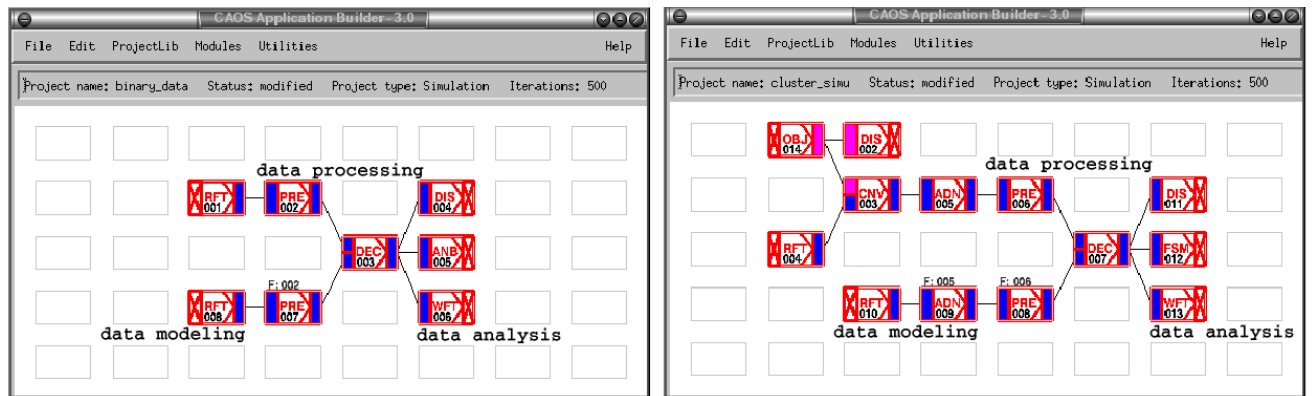 CAOS Application Builder - 3.0
File Edit ProjectLib Modules Utilities Help
Project name: binary_data Status: modified Project type: Simulation Iterations: 500
data processing
RFT 001
PRE 002
DIS 004
DEC 003
ANB 005
F: 002
RFT 008
PRE 007
WFT 006
data modeling
data analysis
CAOS Application Builder - 3.0
File Edit ProjectLib Modules Utilities Help
Project name: cluster_simu Status: modified Project type: Simulation Iterations: 500
OBJ 014
DIS 002
data processing
CNV 003
ADN 005
PRE 006
DIS 011
RFT 004
DEC 007
FSM 012
F: 005
F: 006
RFT 010
ADN 009
PRE 008
WFT 013
data modeling
data analysis